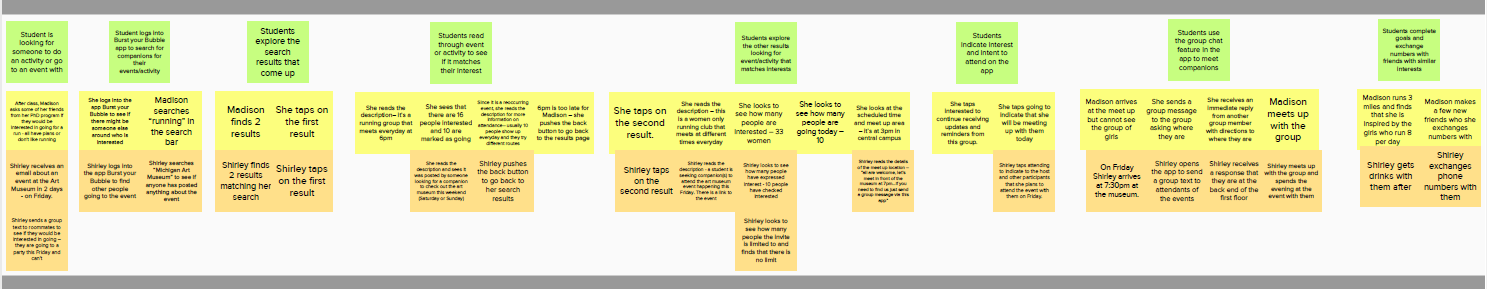 Student is
looking for
someone to do
an activity or go
to an event with
Student logs into
Burst your Bubble
app to search for
companions for
their
events/activity
Students
explore the
search
results that
come up
Students read
through event
or activity to see
if it matches
their interest
Students explore
the other results
looking for
event/activity that
matches interests
Students
indicate interest
and intent to
attend on the
app
Students use
the group chat
feature in the
app to meet
companions
Students complete
goals and
exchange
numbers with
friends with similar
interests
After class, Madison
asks some of her friends
from her PhD program if they
would be
interested in going for a
run - all have plans or
don't like running
She logs into the
app Burst your
Bubble to see if
there might be
someone else
around who is
interested
Madison
searches
"running" in
the search
bar
Madison
finds 2
results
She taps on
the first
result
She reads the
description– it's a
running group that
meets everyday at
6pm
She sees that
there are 16
people interested
and 10 are
marked as going
Since it is a reoccurring
event, she reads the
description for more
information on
attendance– usually 10
people show up
everyday and they try
different routes
6pm is too late for
Madison – she
pushes the back
button to go back
to the results page
She taps on
the second
result.
She reads the
description – this
is a women only
running club that
meets at different
times everyday
She looks to
see how many
people are
interested – 33
women
She looks to
see how many
people are
going today –
10
She looks at the
scheduled time
and meet up area
– it's at 3pm in
central campus
She taps
interested to
continue receiving
updates and
reminders from
this group.
She taps going to
indicate that she
will be meeting
up with them
today
Madison arrives
at the meet up
but cannot see
the group of
girls
She sends a
group message
to the group
asking where
they are
She receives an
immediate reply
from another
group member
with directions to
where they are
Madison
meets up
with the
group
Madison runs 3
miles and finds
that she is
inspired by the
girls who run 8
per day
Madison makes
a few new
friends who she
exchanges
numbers with
Shirley receives an
email about an
event at the Art
Museum in 2 days
- on Friday.
Shirley logs into
the app Burst your
Bubble to find
other people
going to the event
Shirley searches
"Michigan Art
Museum" to see if
anyone has posted
anything about the
event
Shirley finds
2 results
matching her
search
Shirley taps
on the first
result
She reads the
description and sees it
was posted by someone
looking for a companion
to check out the art
museum this weekend
(Saturday or Sunday)
Shirley pushes
the back button
to go back to
her search
results
Shirley taps
on the
second result
Shirley reads the
description - a student is
seeking companion(s) to
attend the art museum
event happening this
Friday. There is a link to
the event
Shirley looks to see
how many people
have expressed
interest - 10 people
have checked
interested
Shirley reads the details
of the meet up location –
"all are welcome, let's
meet in front of the
museum at 7pm...if you
need to find us just send
a group message via this
app"
Shirley taps attending
to indicate to the host
and other participants
that she plans to
attend the event with
them on Friday.
On Friday
Shirley arrives
at 7:30pm at
the museum.
Shirley opens
the app to send
a group text to
attendants of
the events
Shirley receives
a response that
they are at the
back end of the
first floor
Shirley meets up
with the group and
spends the
evening at the
event with them
Shirley gets
drinks with
them after
Shirley
exchanges
phone
numbers with
them
Shirley sends a group
text to roommates to
see if they would be
interested in going –
they are going to a
party this Friday and
can't
Shirley looks to
see how many
people the invite
is limited to and
finds that there is
no limit